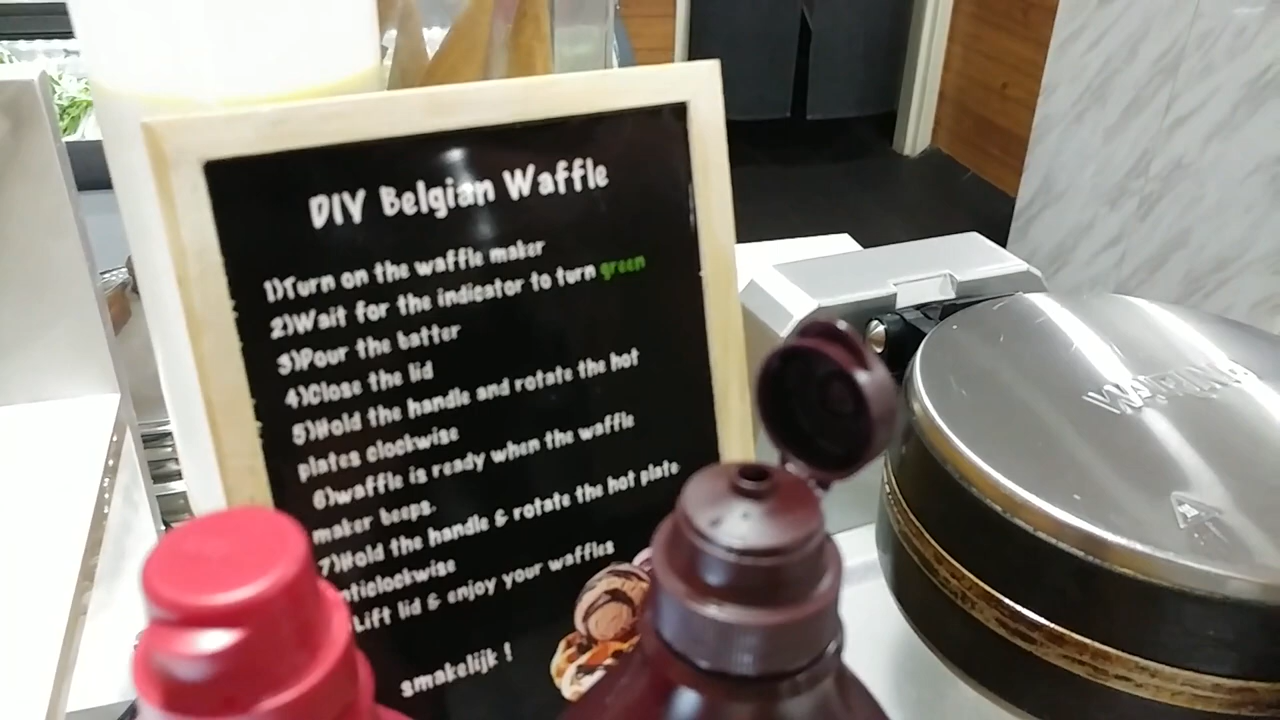 DIY Belgian Waffle
1)Turn on the waffle maker
2)Wait for the indicator to turn green
3)Pour the batter
4)Close the lid
5)Hold the handle and rotate the hot
plates clockwise
6)waffle is ready when the waffle
maker beeps.
7)Hold the handle & rotate the hot plate
nticlockwise
Lift lid & enjoy your waffles
smakelijk !
WARING